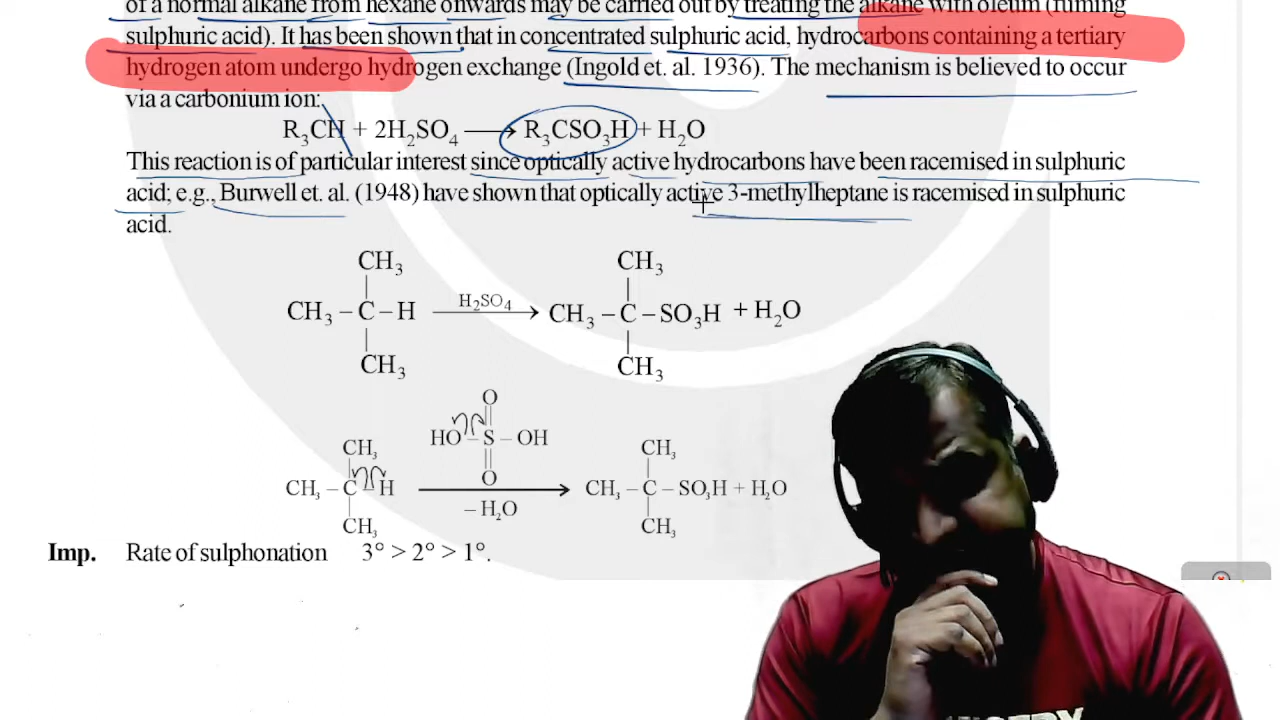 of a normal alkane from hexane onwards may be carried out by treating the alkane with oleum (fuming
sulphuric acid). It has been shown that in concentrated sulphuric acid, hydrocarbons containing a tertiary
hydrogen atom undergo hydrogen exchange (Ingold et. al. 1936). The mechanism is believed to occur
via a carbonium ion:
R₃CH + 2H₂SO₄ ⟶ R₃CSO₃H + H₂O
This reaction is of particular interest since optically active hydrocarbons have been racemised in sulphuric
acid; e.g., Burwell et. al. (1948) have shown that optically active 3-methylheptane is racemised in sulphuric
acid.
CH₃ CH₃
CH₃ – C – H H₂SO₄ ⟶ CH₃ – C – SO₃H + H₂O
CH₃ CH₃
O
HO – S – OH
CH₃ CH₃
O
CH₃ – C – H ⟶ CH₃ – C – SO₃H + H₂O
– H₂O
CH₃ CH₃
Imp. Rate of sulphonation 3° > 2° > 1°.